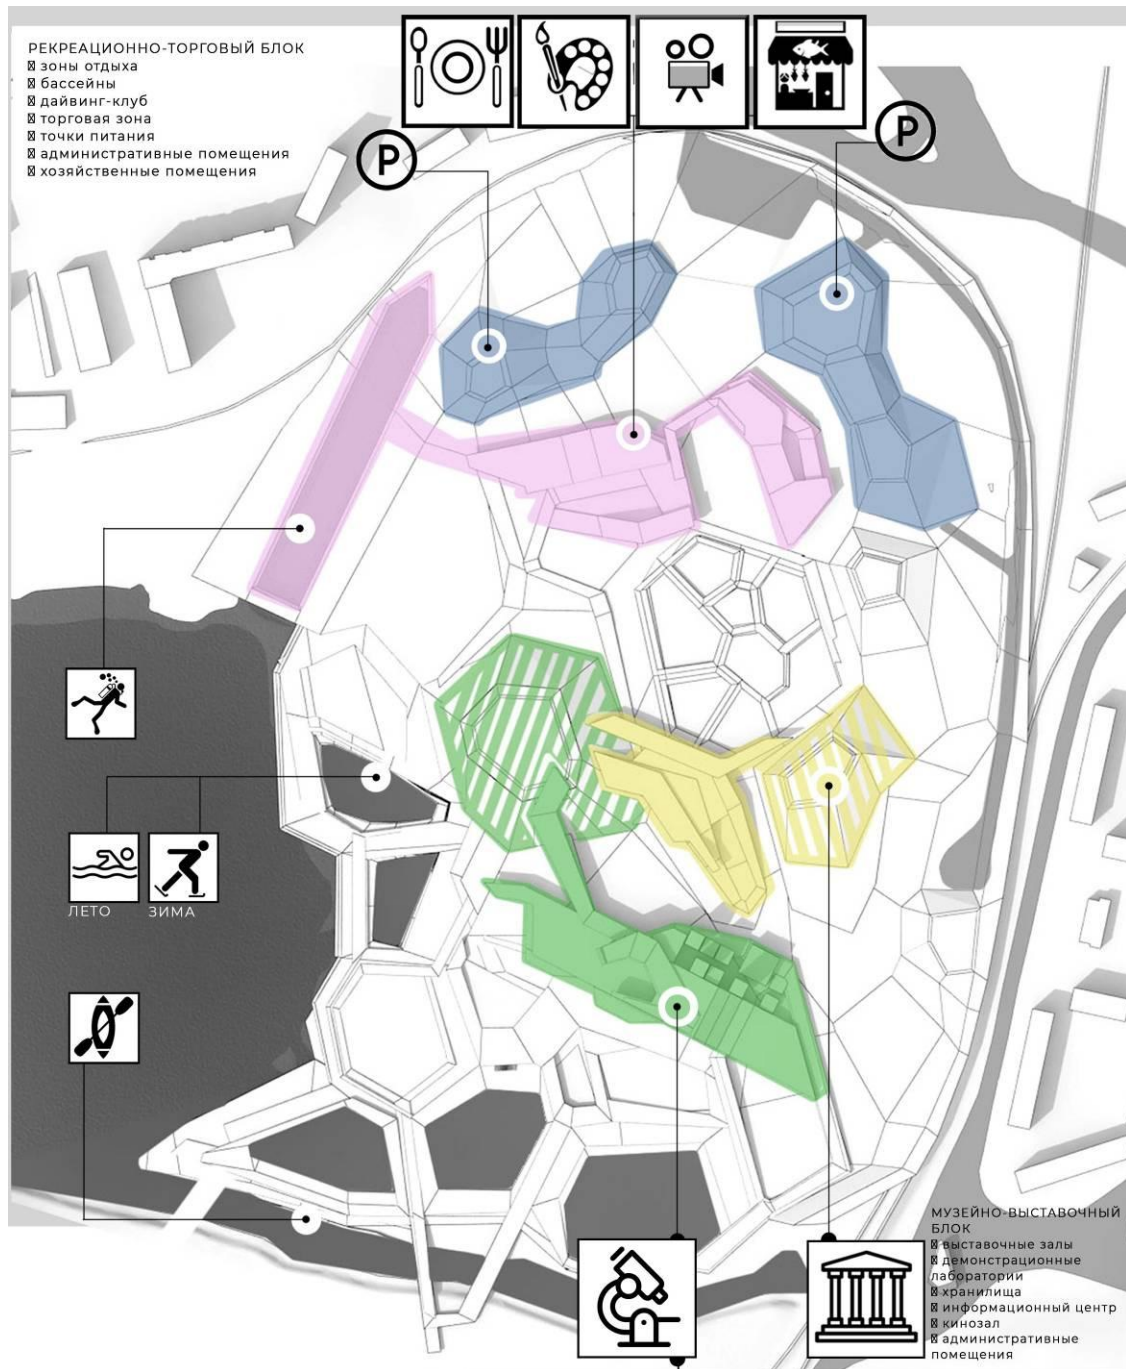 РЕКРЕАЦИОННО-ТОРГОВЫЙ БЛОК
зоны отдыха
бассейны
дайвинг-клуб
торговая зона
точки питания
административные помещения
хозяйственные помещения
P
P
ЛЕТО
ЗИМА
МУЗЕЙНО-ВЫСТАВОЧНЫЙ
БЛОК
выставочные залы
демонстрационные
лаборатории
хранилища
информационный центр
кинозал
административные
помещения